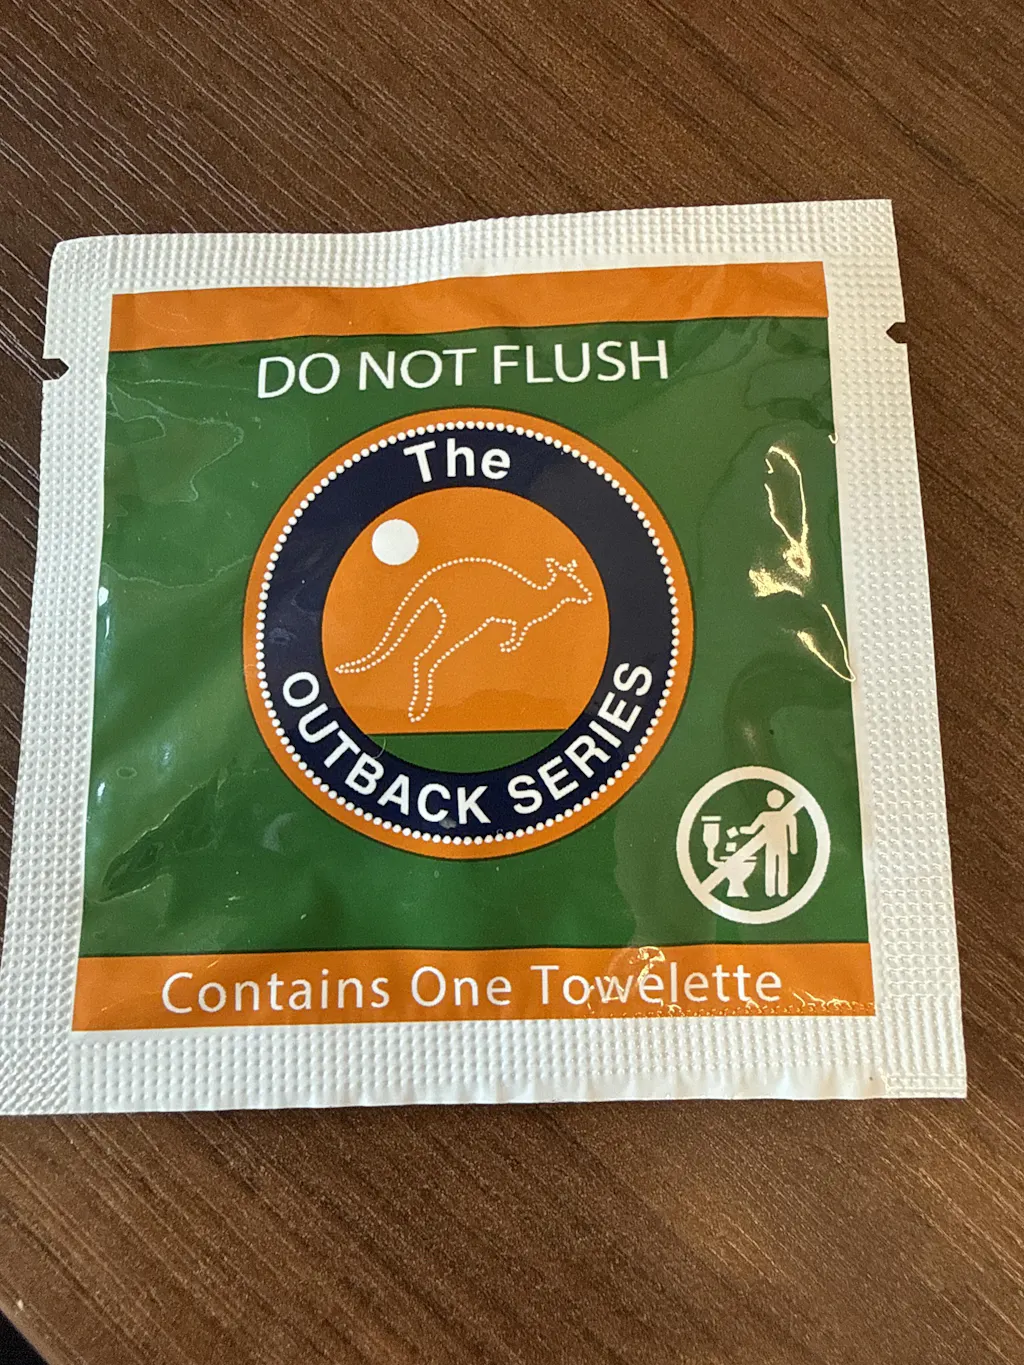 DO NOT FLUSH
The
OUTBACK SERIES
Contains One Towelette